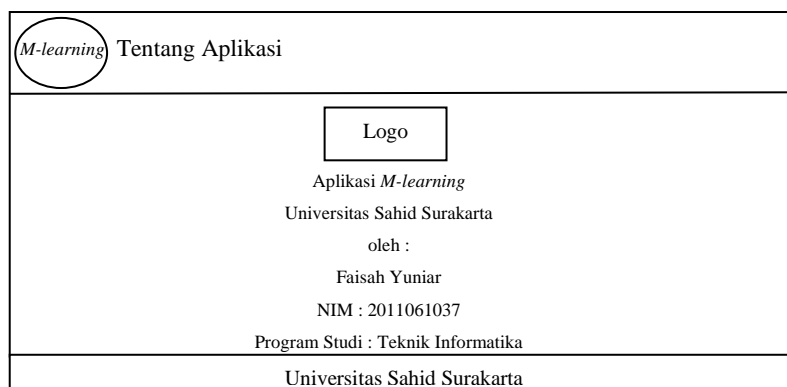 M-learning Tentang Aplikasi
Logo
Aplikasi M-learning
Universitas Sahid Surakarta
oleh :
Faisah Yuniar
NIM : 2011061037
Program Studi : Teknik Informatika
Universitas Sahid Surakarta